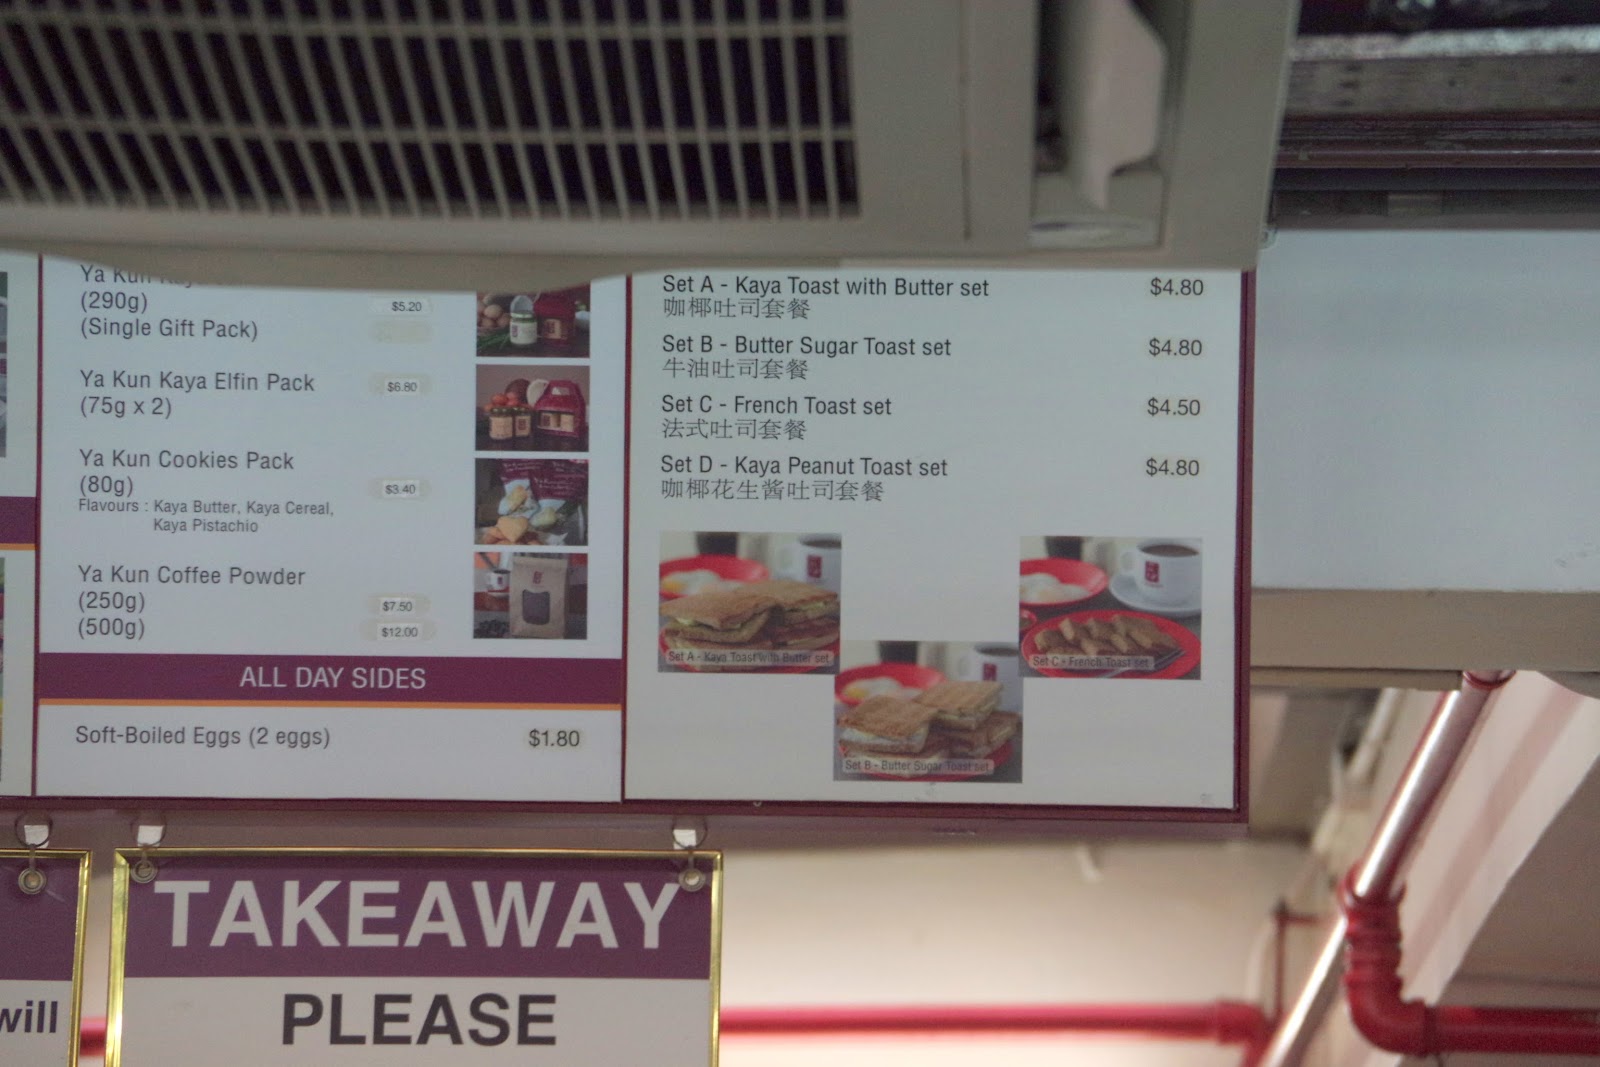 Ya Kun Kaya
(290g)
(Single Gift Pack)
$5.20
Ya Kun Kaya Elfin Pack
(75g x 2)
$6.80
Ya Kun Cookies Pack
(80g)
$3.40
Flavours : Kaya Butter, Kaya Cereal,
Kaya Pistachio
Ya Kun Coffee Powder
(250g) $7.50
(500g) $12.00
ALL DAY SIDES
Soft-Boiled Eggs (2 eggs) $1.80
Set A - Kaya Toast with Butter set $4.80
咖椰吐司套餐
Set B - Butter Sugar Toast set $4.80
牛油吐司套餐
Set C - French Toast set $4.50
法式吐司套餐
Set D - Kaya Peanut Toast set $4.80
咖椰花生酱吐司套餐
Set A - Kaya Toast with Butter set
Set C - French Toast set
Set B - Butter Sugar Toast set
TAKEAWAY
PLEASE
will